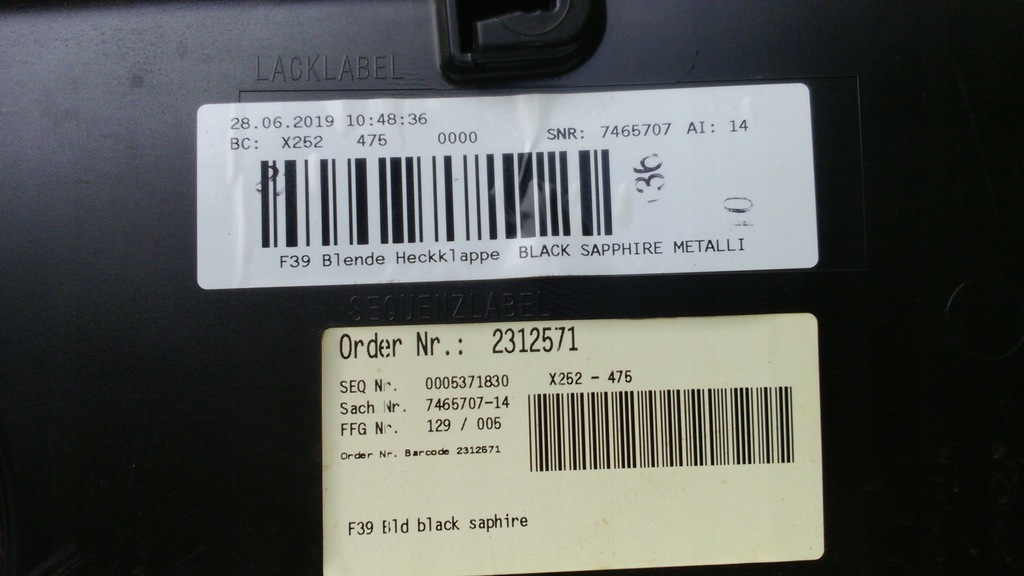 LACKLABEL
28.06.2019 10:48:36
BC: X252 475 0000 SNR: 7465707 AI: 14
36
F39 Blende Heckklappe BLACK SAPPHIRE METALLI
SEQUENZLABEL
Order Nr.: 2312571
SEQ Nr. 0005371830 X252 - 475
Sach Nr. 7465707-14
FFG Nr. 129 / 005
Order Nr. Barcode 2312571
F39 Bld black saphire